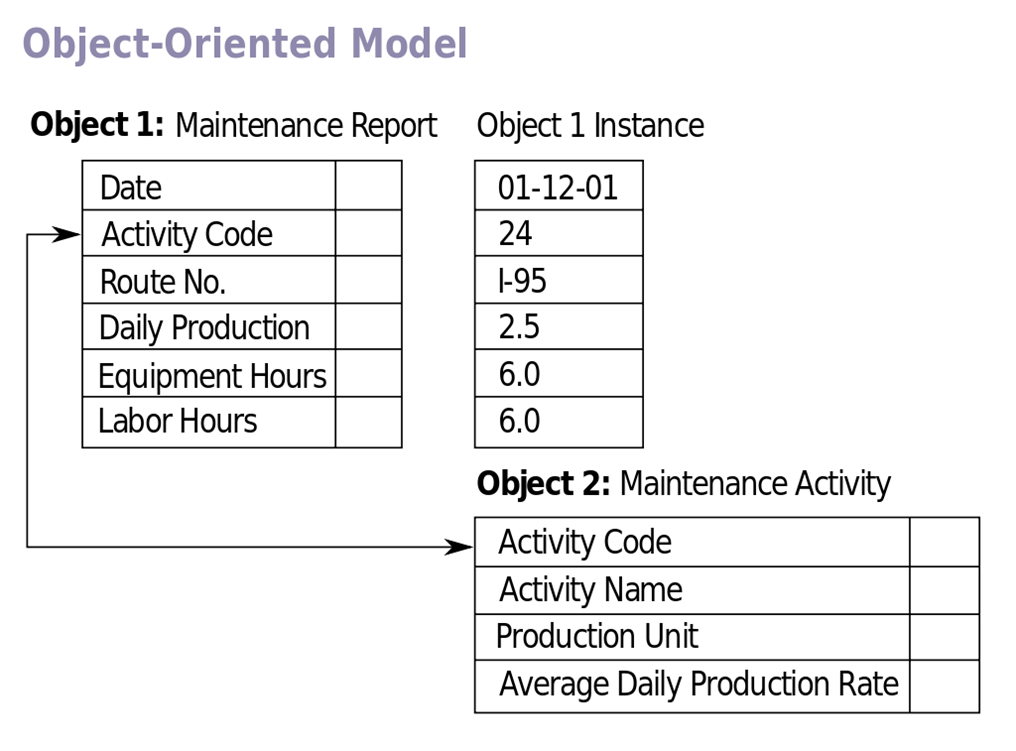 Object-Oriented Model
Object 1: Maintenance Report
Date
Activity Code
Route No.
Daily Production
Equipment Hours
Labor Hours
Object 1 Instance
01-12-01
24
I-95
2.5
6.0
6.0
Object 2: Maintenance Activity
Activity Code
Activity Name
Production Unit
Average Daily Production Rate